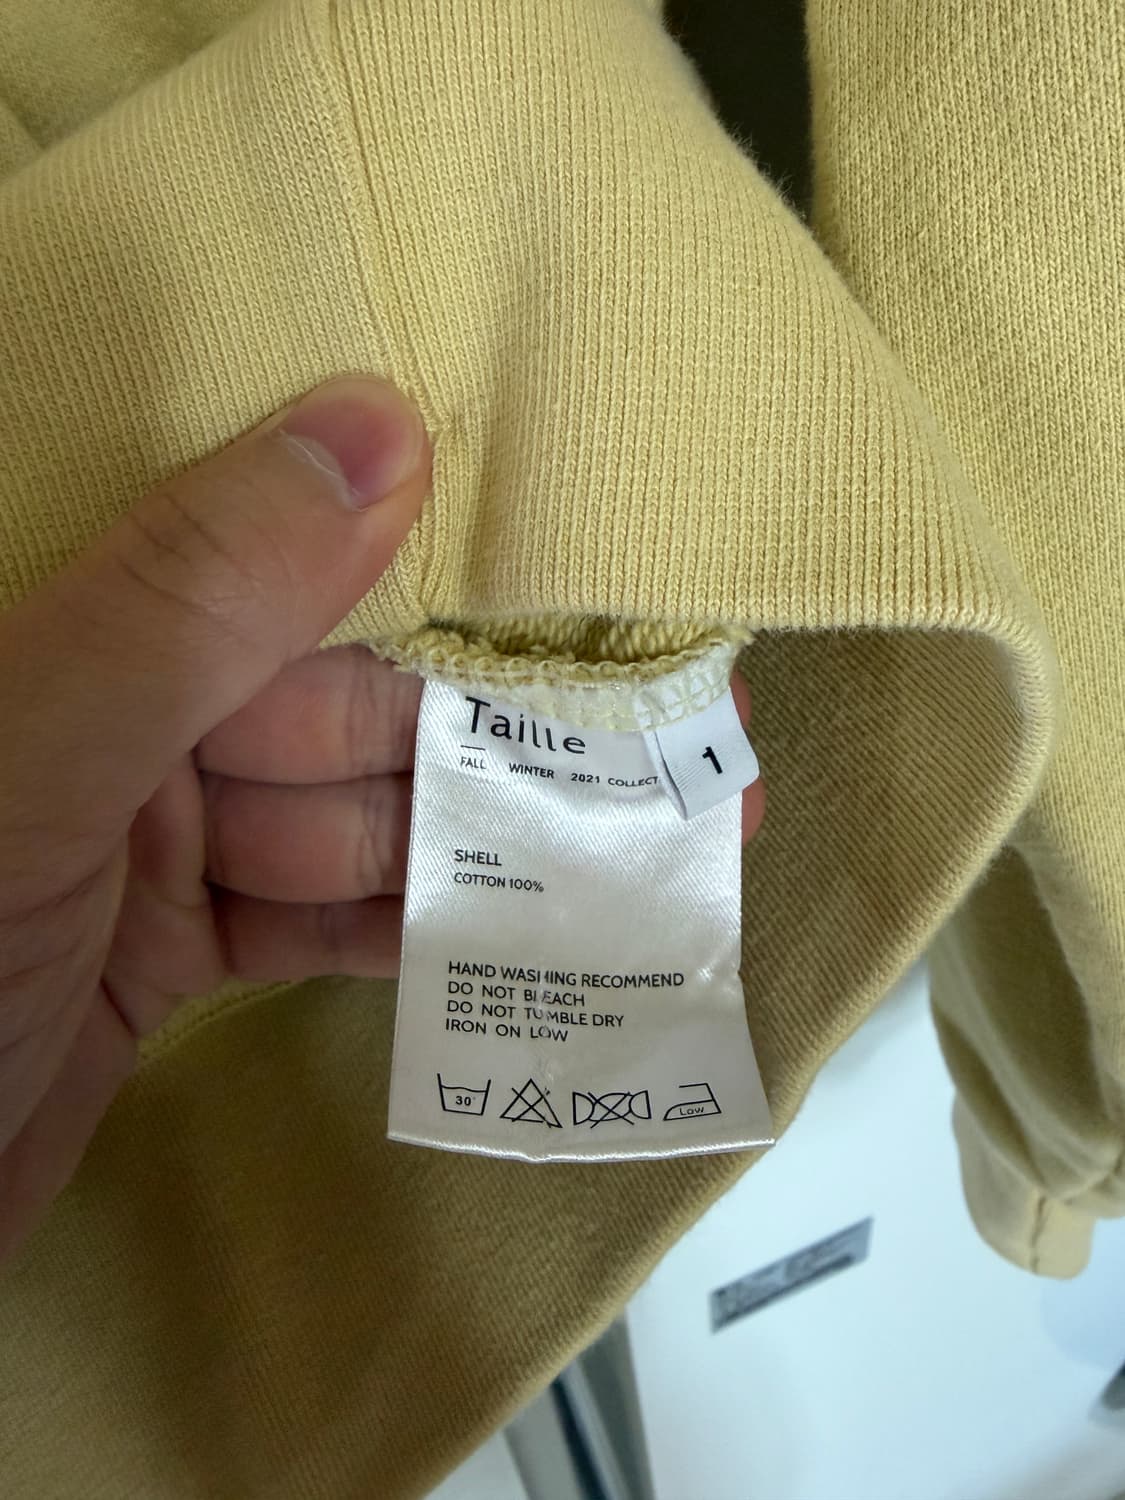 Taille
FALL WINTER 2021 COLLECT
1
SHELL
COTTON 100%
HAND WASHING RECOMMEND
DO NOT BLEACH
DO NOT TUMBLE DRY
IRON ON LOW
30°
LOW